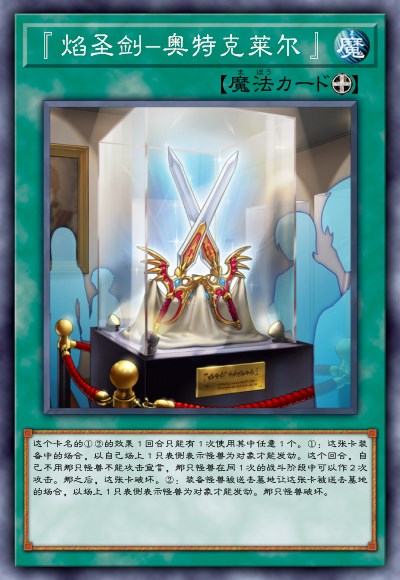 『焰圣剑-奥特克莱尔』
魔
【魔法カード】
まほう
这个卡名的①②的效果1回合只能有1次使用其中任意1个。①：这张卡装
备中的场合，以自己场上1只表侧表示怪兽为对象才能发动。这个回合，自
己不用那只怪兽不能攻击宣言，那只怪兽在同1次的战斗阶段中可以作2次
攻击。那之后，这张卡破坏。②：装备怪兽被送去墓地让这张卡被送去墓地
的场合，以场上1只表侧表示怪兽为对象才能发动。那只怪兽破坏。